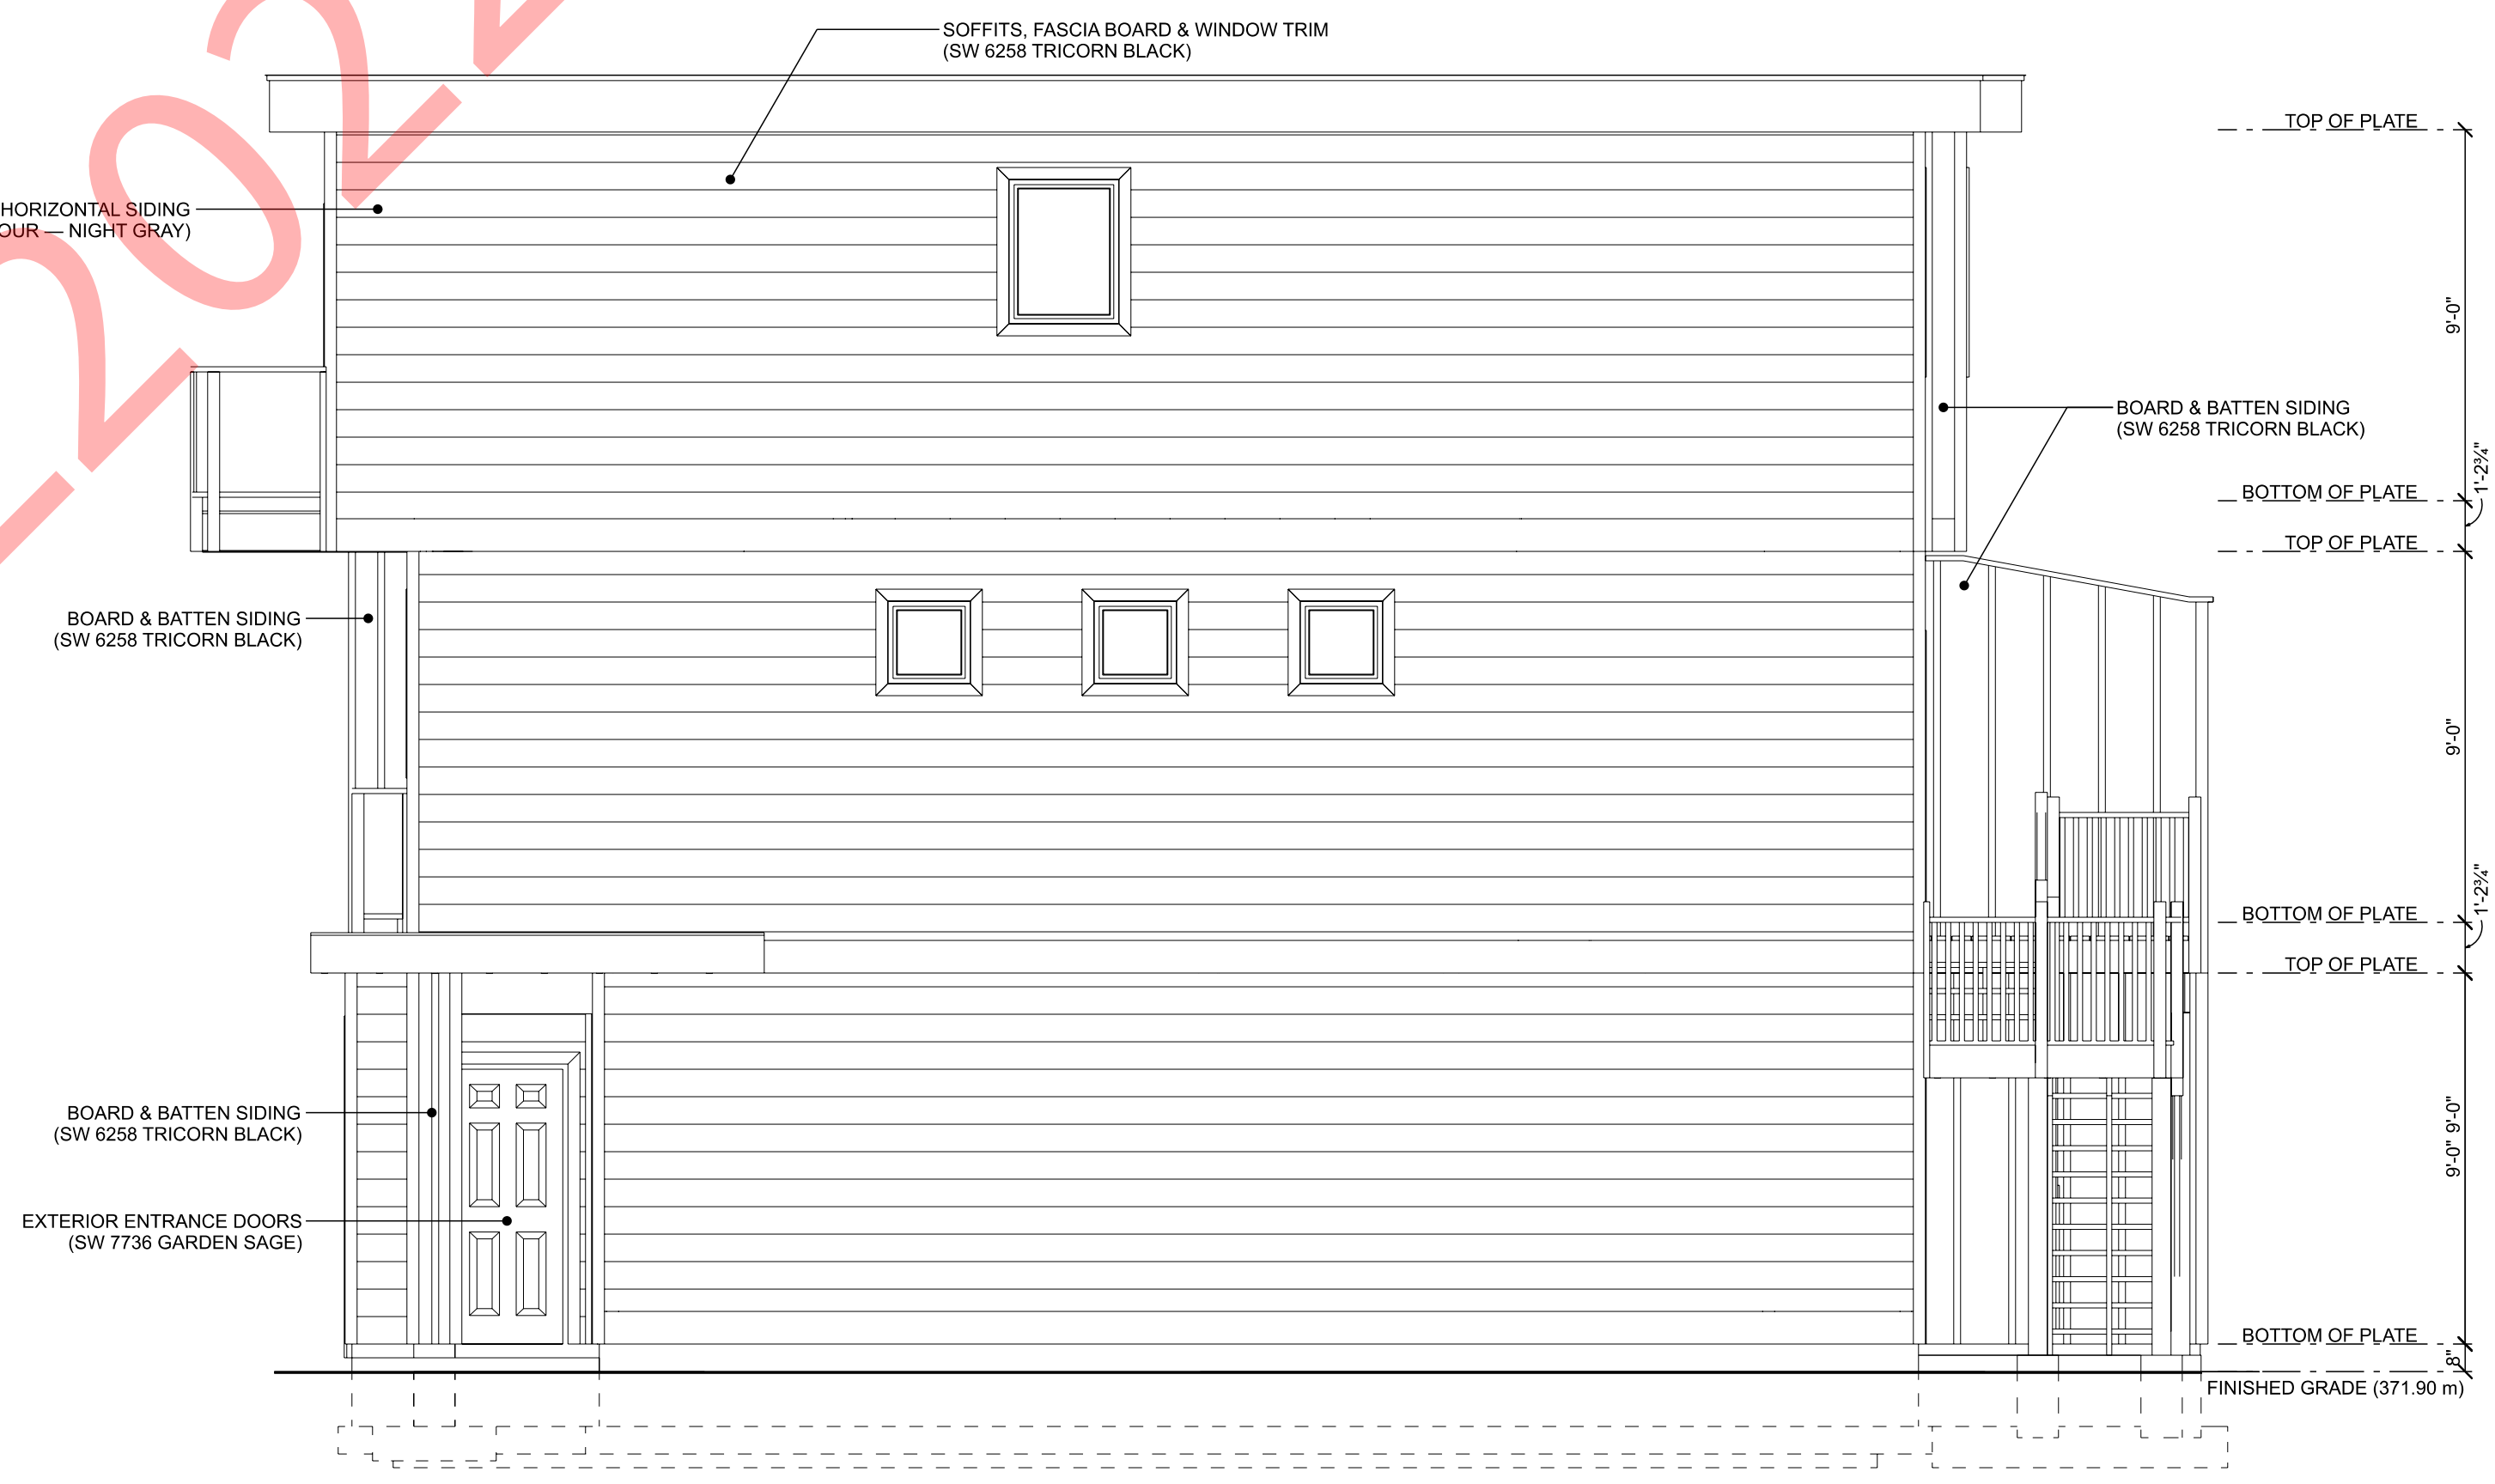 SOFFITS, FASCIA BOARD & WINDOW TRIM
(SW 6258 TRICORN BLACK)
TOP OF PLATE
HORIZONTAL SIDING
NIGHT GRAY)
9'-0"
BOARD & BATTEN SIDING
(SW 6258 TRICORN BLACK)
1'-2¾"
BOTTOM OF PLATE
TOP OF PLATE
BOARD & BATTEN SIDING
(SW 6258 TRICORN BLACK)
9'-0"
1'-2¾"
BOTTOM OF PLATE
TOP OF PLATE
BOARD & BATTEN SIDING
(SW 6258 TRICORN BLACK)
9'-0" 9'-0"
EXTERIOR ENTRANCE DOORS
(SW 7736 GARDEN SAGE)
BOTTOM OF PLATE
8"
FINISHED GRADE (371.90 m)